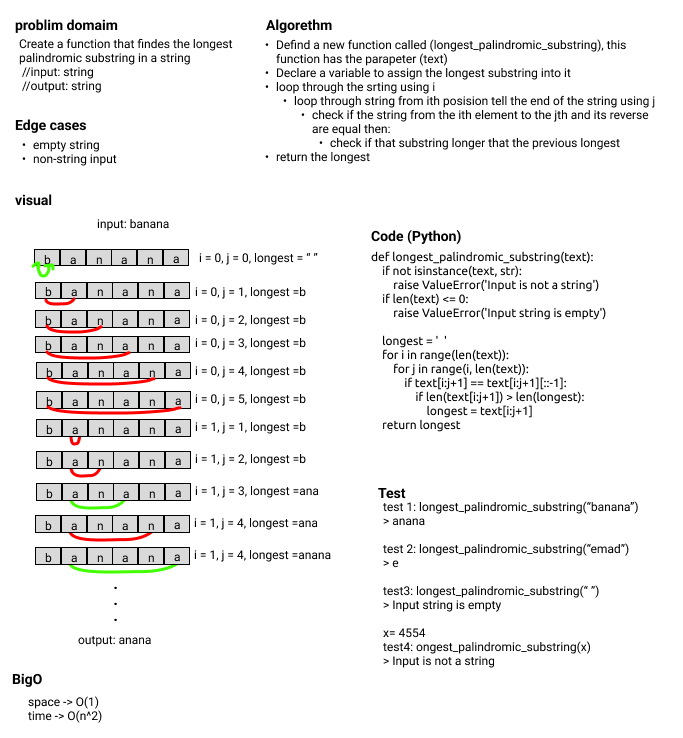 problim domaim
Create a function that findes the longest
palindromic substring in a string
//input: string
//output: string
Edge cases
• empty string
• non-string input
Algorethm
• Defind a new function called (longest_palindromic_substring), this
function has the parapeter (text)
• Declare a variable to assign the longest substring into it
• loop through the srting using i
• loop through string from ith posision tell the end of the string using j
• check if the string from the ith element to the jth and its reverse
are equal then:
• check if that substring longer that the previous longest
• return the longest
visual
input: banana
b a n a n a i = 0, j = 0, longest = " "
b a n a n a i = 0, j = 1, longest =b
b a n a n a i = 0, j = 2, longest =b
b a n a n a i = 0, j = 3, longest =b
b a n a n a i = 0, j = 4, longest =b
b a n a n a i = 0, j = 5, longest =b
b a n a n a i = 1, j = 1, longest =b
b a n a n a i = 1, j = 2, longest =b
b a n a n a i = 1, j = 3, longest =ana
b a n a n a i = 1, j = 4, longest =ana
b a n a n a i = 1, j = 4, longest =anana
.
.
.
output: anana
BigO
space -> O(1)
time -> O(n^2)
Code (Python)
def longest_palindromic_substring(text):
if not isinstance(text, str):
raise ValueError('Input is not a string')
if len(text) <= 0:
raise ValueError('Input string is empty')
longest = ' '
for i in range(len(text)):
for j in range(i, len(text)):
if text[i:j+1] == text[i:j+1][::-1]:
if len(text[i:j+1]) > len(longest):
longest = text[i:j+1]
return longest
Test
test 1: longest_palindromic_substring(“banana”)
> anana
test 2: longest_palindromic_substring(“emad”)
> e
test3: longest_palindromic_substring(“ ”)
> Input string is empty
x= 4554
test4: ongest_palindromic_substring(x)
> Input is not a string